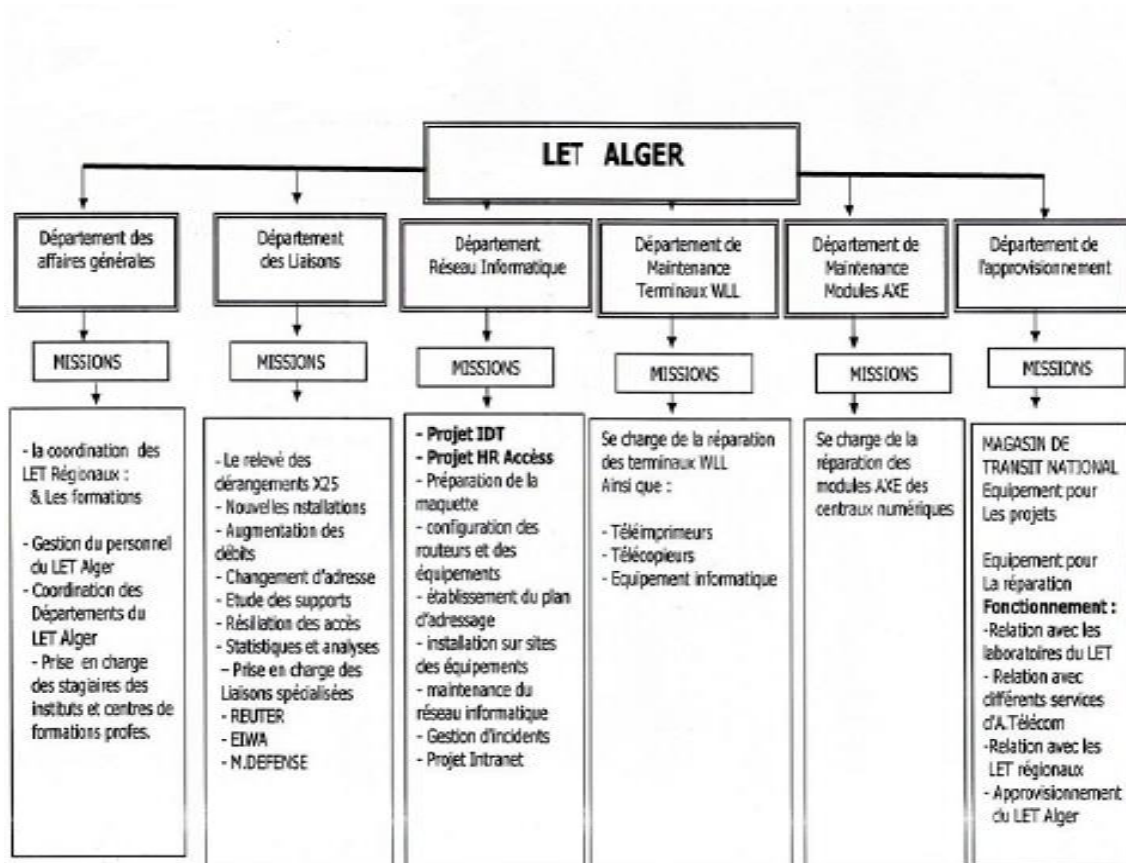 LET ALGER
Département des
affaires générales
MISSIONS
- la coordination des
LET Régionaux :
& Les formations
- Gestion du personnel
du LET Alger
- Coordination des
Départements du
LET Alger
- Prise en charge
des stagiaires des
instituts et centres de
formations profes.
Département
des Liaisons
MISSIONS
- Le relevé des
dérangements X25
- Nouvelles nstallations
- Augmentation des
débits
- Changement d'adresse
- Etude des supports
- Résiliation des accès
- Statistiques et analyses
– Prise en charge des
Liaisons spécialisées
- REUTER
- EIWA
- M.DEFENSE
Département
Réseau Informatique
MISSIONS
- Projet IDT
- Projet HR Accèss
- Préparation de la
maquette
- configuration des
routeurs et des
équipements
- établissement du plan
d'adressage
- installation sur sites
des équipements
- maintenance du
réseau informatique
- Gestion d'incidents
- Projet Intranet
Département de
Maintenance
Terminaux WLL
MISSIONS
Se charge de la réparation
des terminaux WLL
Ainsi que :
- Téléimprimeurs
- Télécopieurs
- Equipement informatique
Département de
Maintenance
Modules AXE
MISSIONS
Se charge de la
réparation des
modules AXE des
centraux numériques
Département de
l'approvisionnement
MISSIONS
MAGASIN DE
TRANSIT NATIONAL
Equipement pour
Les projets
Equipement pour
La réparation
Fonctionnement :
-Relation avec les
laboratoires du LET
- Relation avec
différents services
d'A.Télécom
-Relation avec les
LET régionaux
- Approvisionnement
du LET Alger